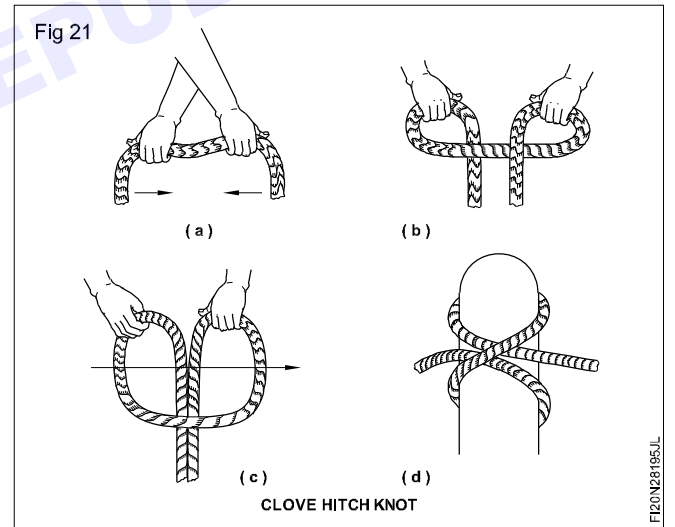 Fig 21
( a )
( b )
( c )
( d )
CLOVE HITCH KNOT
FI20N28195JL